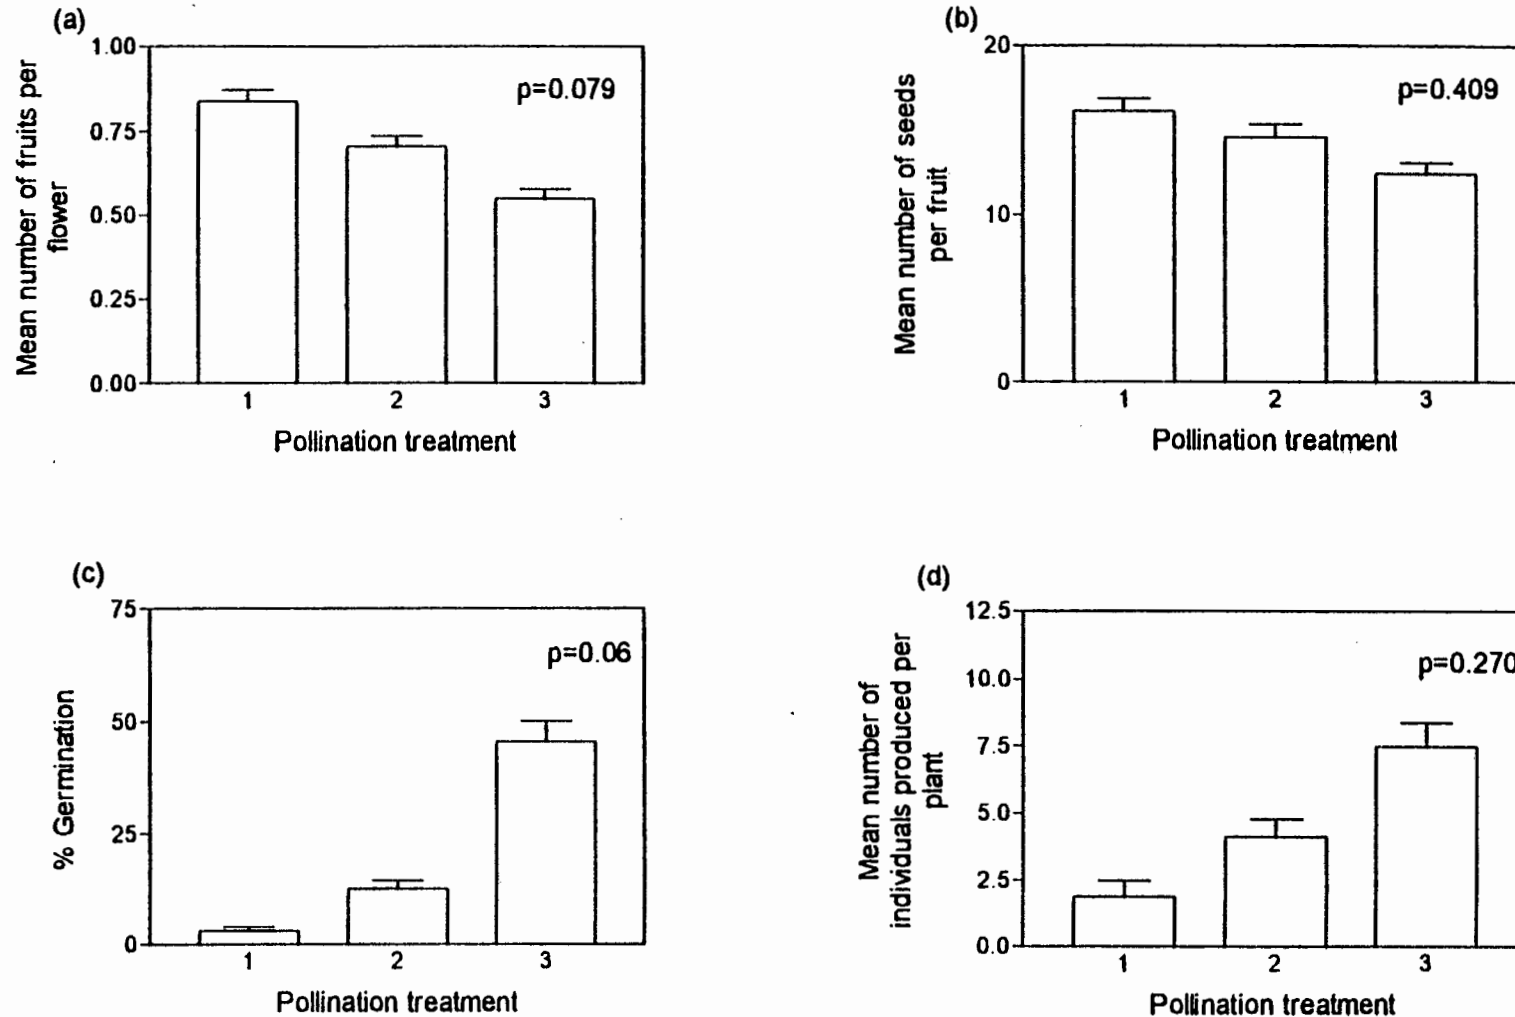 (a)
1.00
0.75
0.50
0.25
0.00
Mean number of fruits per
flower
p=0.079
1 2 3
Pollination treatment
(b)
20
10
0
Mean number of seeds
per fruit
p=0.409
1 2 3
Pollination treatment
(c)
75
50
25
0
% Germination
p=0.06
1 2 3
Pollination treatment
(d)
12.5
10.0
7.5
5.0
2.5
0.0
Mean number of
individuals produced per
plant
p=0.270
1 2 3
Pollination treatment